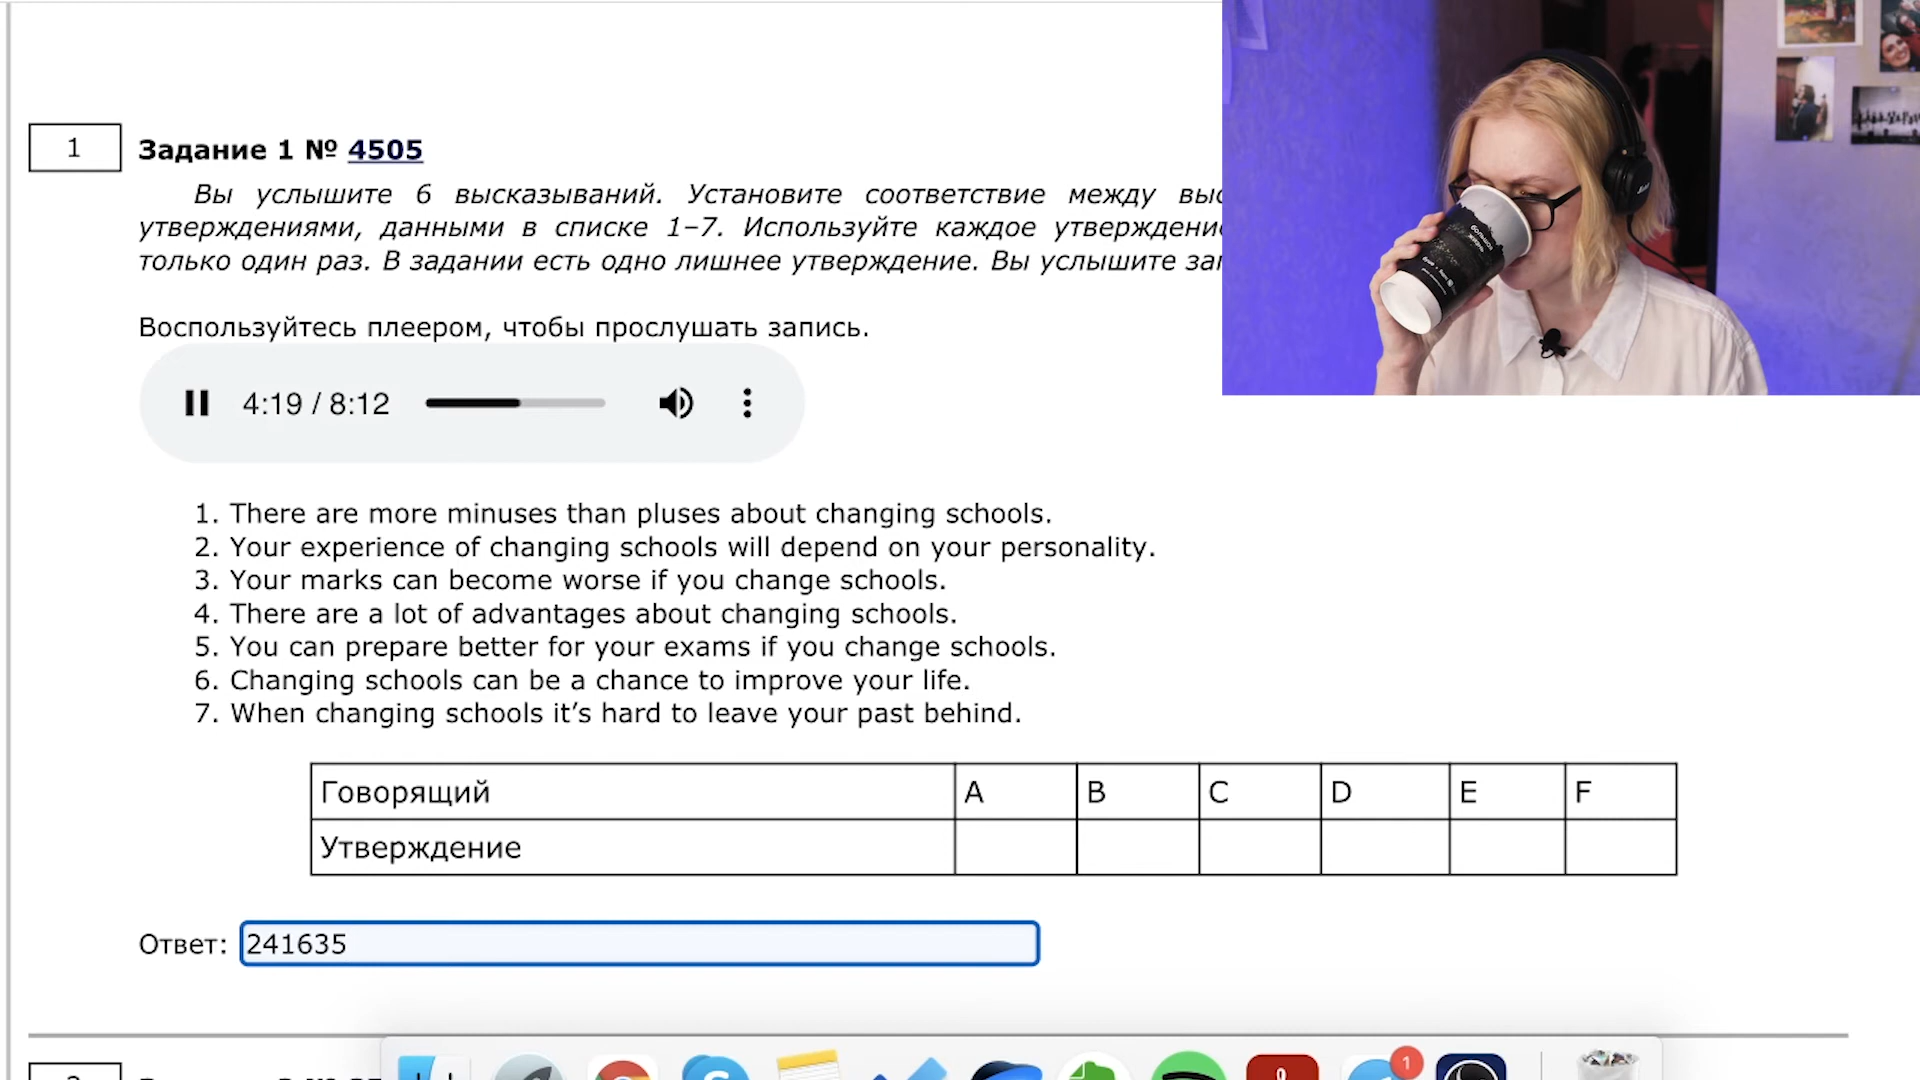 1
Задание 1 № 4505
Вы услышите 6 высказываний. Установите соответствие между
утверждениями, данными в списке 1–7. Используйте каждое
только один раз. В задании есть одно лишнее утверждение. Вы услышите
Воспользуйтесь плеером, чтобы прослушать запись.
4:19 / 8:12
1. There are more minuses than pluses about changing schools.
2. Your experience of changing schools will depend on your personality.
3. Your marks can become worse if you change schools.
4. There are a lot of advantages about changing schools.
5. You can prepare better for your exams if you change schools.
6. Changing schools can be a chance to improve your life.
7. When changing schools it’s hard to leave your past behind.
Говорящий A B C D E F
Утверждение
Ответ: 241635
1